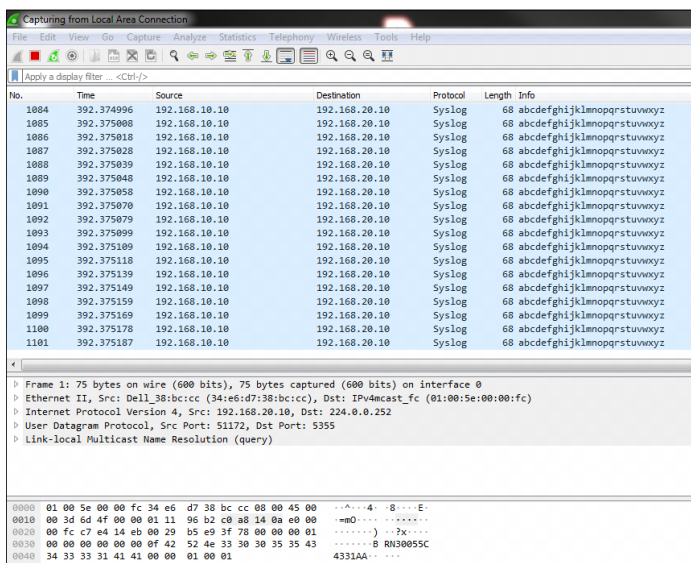 Capturing from Local Area Connection
File Edit View Go Capture Analyze Statistics Telephony Wireless Tools Help
Apply a display filter ... <Ctrl-/>
No. Time Source Destination Protocol Length Info
1084 392.374996 192.168.10.10 192.168.20.10 Syslog 68 abcdefghijklmnopqrstuvwxyz
1085 392.375008 192.168.10.10 192.168.20.10 Syslog 68 abcdefghijklmnopqrstuvwxyz
1086 392.375018 192.168.10.10 192.168.20.10 Syslog 68 abcdefghijklmnopqrstuvwxyz
1087 392.375028 192.168.10.10 192.168.20.10 Syslog 68 abcdefghijklmnopqrstuvwxyz
1088 392.375039 192.168.10.10 192.168.20.10 Syslog 68 abcdefghijklmnopqrstuvwxyz
1089 392.375048 192.168.10.10 192.168.20.10 Syslog 68 abcdefghijklmnopqrstuvwxyz
1090 392.375058 192.168.10.10 192.168.20.10 Syslog 68 abcdefghijklmnopqrstuvwxyz
1091 392.375070 192.168.10.10 192.168.20.10 Syslog 68 abcdefghijklmnopqrstuvwxyz
1092 392.375079 192.168.10.10 192.168.20.10 Syslog 68 abcdefghijklmnopqrstuvwxyz
1093 392.375099 192.168.10.10 192.168.20.10 Syslog 68 abcdefghijklmnopqrstuvwxyz
1094 392.375109 192.168.10.10 192.168.20.10 Syslog 68 abcdefghijklmnopqrstuvwxyz
1095 392.375118 192.168.10.10 192.168.20.10 Syslog 68 abcdefghijklmnopqrstuvwxyz
1096 392.375139 192.168.10.10 192.168.20.10 Syslog 68 abcdefghijklmnopqrstuvwxyz
1097 392.375149 192.168.10.10 192.168.20.10 Syslog 68 abcdefghijklmnopqrstuvwxyz
1098 392.375159 192.168.10.10 192.168.20.10 Syslog 68 abcdefghijklmnopqrstuvwxyz
1099 392.375169 192.168.10.10 192.168.20.10 Syslog 68 abcdefghijklmnopqrstuvwxyz
1100 392.375178 192.168.10.10 192.168.20.10 Syslog 68 abcdefghijklmnopqrstuvwxyz
1101 392.375187 192.168.10.10 192.168.20.10 Syslog 68 abcdefghijklmnopqrstuvwxyz
Frame 1: 75 bytes on wire (600 bits), 75 bytes captured (600 bits) on interface 0
Ethernet II, Src: Dell_38:bc:cc (34:e6:d7:38:bc:cc), Dst: IPv4mcast_fc (01:00:5e:00:00:fc)
Internet Protocol Version 4, Src: 192.168.20.10, Dst: 224.0.0.252
User Datagram Protocol, Src Port: 51172, Dst Port: 5355
Link-local Multicast Name Resolution (query)
0000 01 00 5e 00 00 fc 34 e6 d7 38 bc cc 08 00 45 00 ··^···4· ·8····E·
0010 00 3d 6d 4f 00 00 01 11 96 b2 c0 a8 14 0a e0 00 ·=mO···· ········
0020 00 fc c7 e4 14 eb 00 29 b5 e9 3f 78 00 00 00 01 ·······) ··?x····
0030 00 00 00 00 00 00 0f 42 52 4e 33 30 30 35 35 43 ·······B RN30055C
0040 34 33 33 31 41 41 00 00 01 00 01 4331AA·· ···